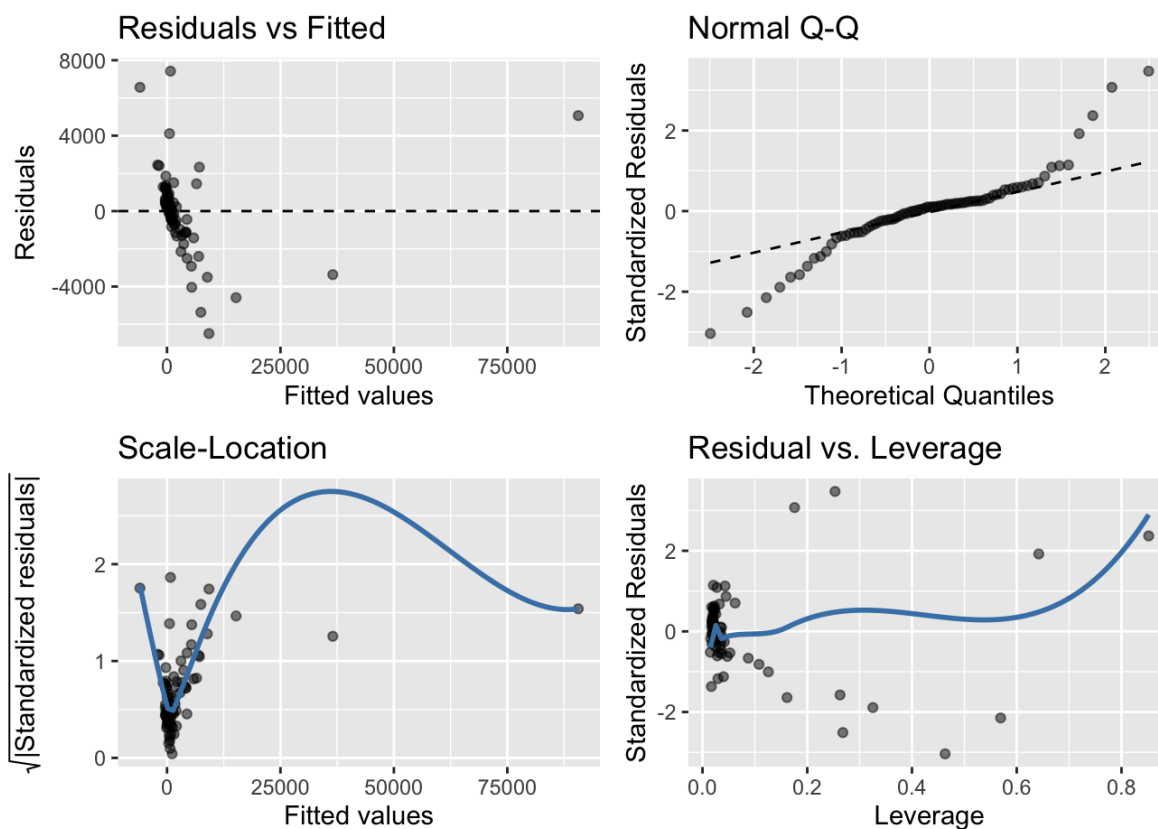 Residuals vs Fitted
8000
4000
0
-4000
Residuals
0 25000 50000 75000
Fitted values
Normal Q-Q
2
0
-2
Standardized Residuals
-2 -1 0 1 2
Theoretical Quantiles
Scale-Location
2
1
0
√|Standardized residuals|
0 25000 50000 75000
Fitted values
Residual vs. Leverage
2
0
-2
Standardized Residuals
0.0 0.2 0.4 0.6 0.8
Leverage